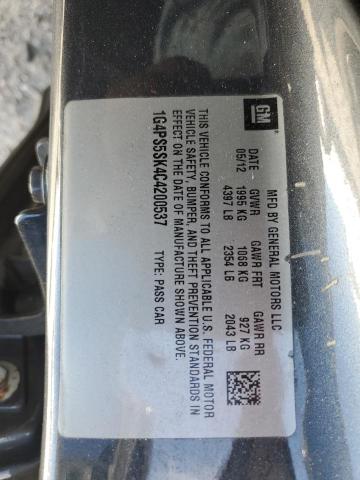 GM
MFD BY GENERAL MOTORS LLC
DATE GVWR GAWR FRT GAWR RR
05/12 1995 KG 1068 KG 927 KG
4397 LB 2354 LB 2043 LB
THIS VEHICLE CONFORMS TO ALL APPLICABLE U.S. FEDERAL MOTOR
VEHICLE SAFETY, BUMPER, AND THEFT PREVENTION STANDARDS IN
EFFECT ON THE DATE OF MANUFACTURE SHOWN ABOVE.
1G4PS5SK4C4200537 TYPE: PASS CAR